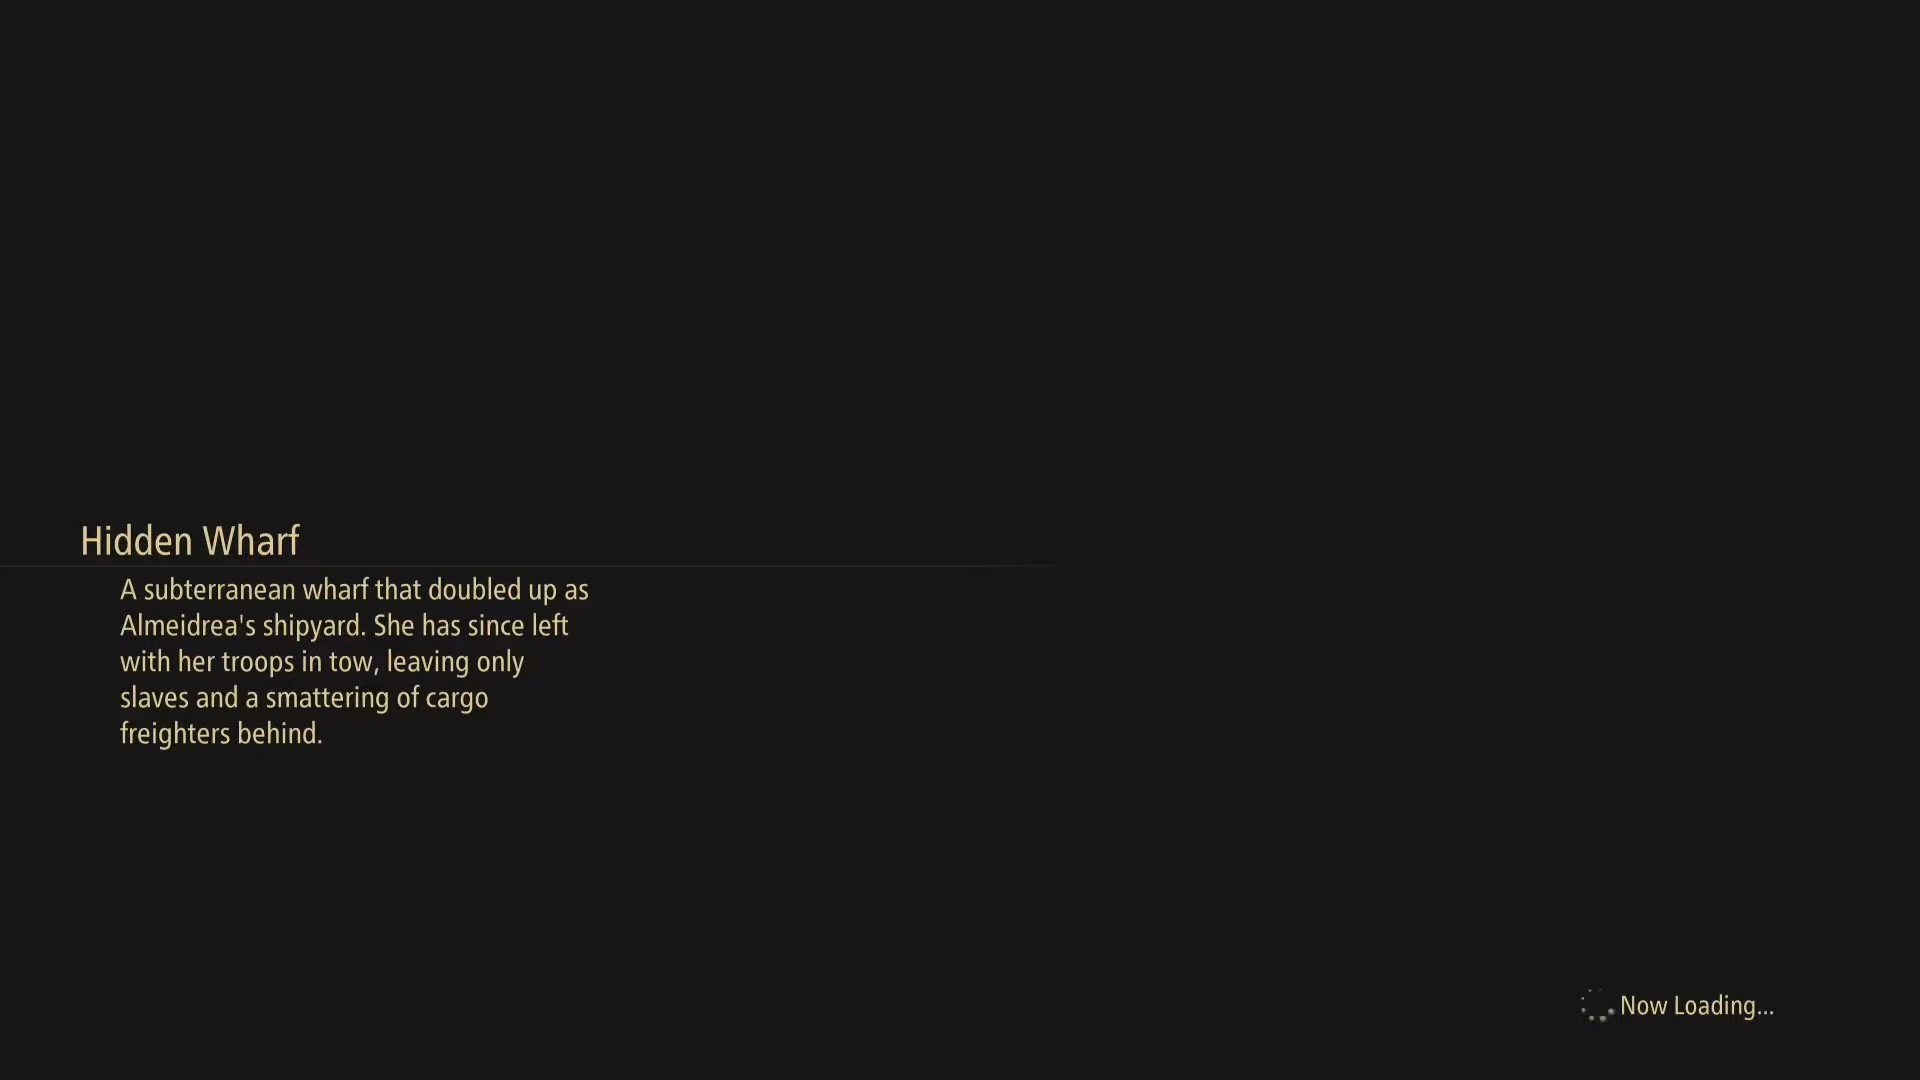 Hidden Wharf
A subterranean wharf that doubled up as
Almeidrea's shipyard. She has since left
with her troops in tow, leaving only
slaves and a smattering of cargo
freighters behind.
Now Loading...